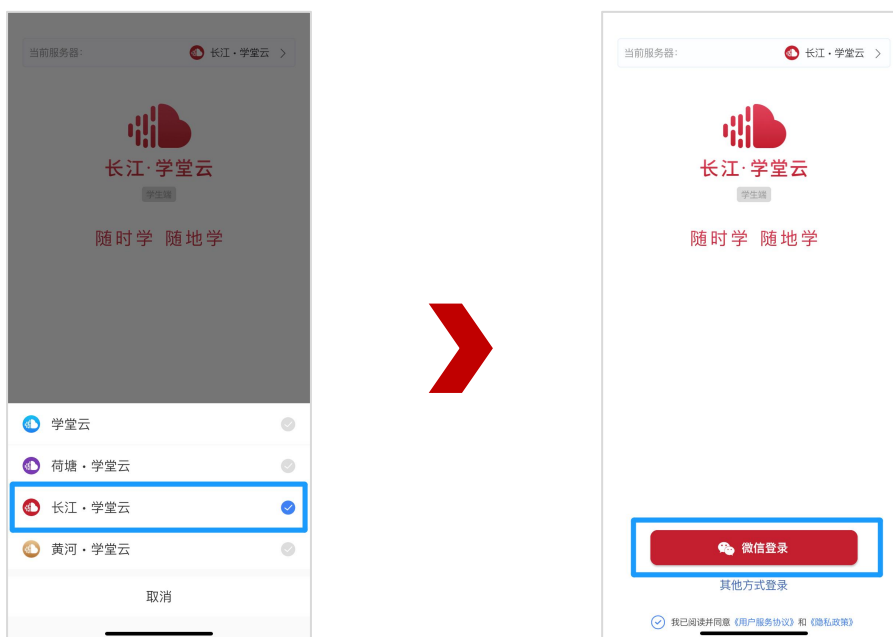 当前服务器: 长江・学堂云
长江·学堂云
学生端
随时学 随地学
学堂云
荷塘・学堂云
长江・学堂云
黄河・学堂云
取消
当前服务器: 长江・学堂云
长江·学堂云
学生端
随时学 随地学
微信登录
其他方式登录
我已阅读并同意《用户服务协议》和《隐私政策》